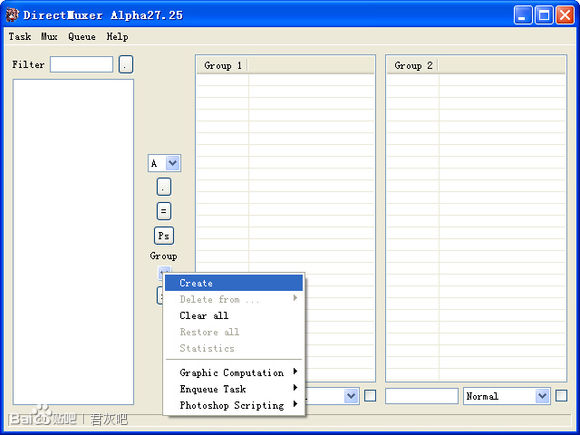 DirectMuxer Alpha27.25
Task Mux Queue Help
Filter .
Group 1
Group 2
A
.
=
Ps
Group
Create
Delete from ...
Clear all
Restore all
Statistics
Graphic Computation
Enqueue Task
Photoshop Scripting
Normal
Bai 贴吧 | 君灰吧